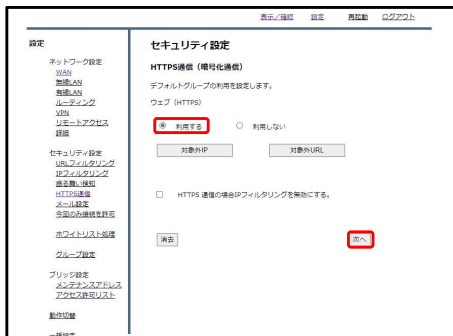 表示／確認 設定 再起動 ログアウト
設定
ネットワーク設定
WAN
無線LAN
有線LAN
ルーティング
VPN
リモートアクセス
詳細
セキュリティ設定
URLフィルタリング
IPフィルタリング
振る舞い検知
HTTPS通信
メール設定
今回のみ接続を許可
ホワイトリスト処理
グループ設定
ブリッジ設定
メンテナンスアドレス
アクセス許可リスト
動作切替
一括設定
セキュリティ設定
HTTPS通信（暗号化通信）
デフォルトグループの利用を設定します。
ウェブ（HTTPS）
利用する 利用しない
対象外IP 対象外URL
HTTPS 通信の場合IPフィルタリングを無効にする。
消去 次へ